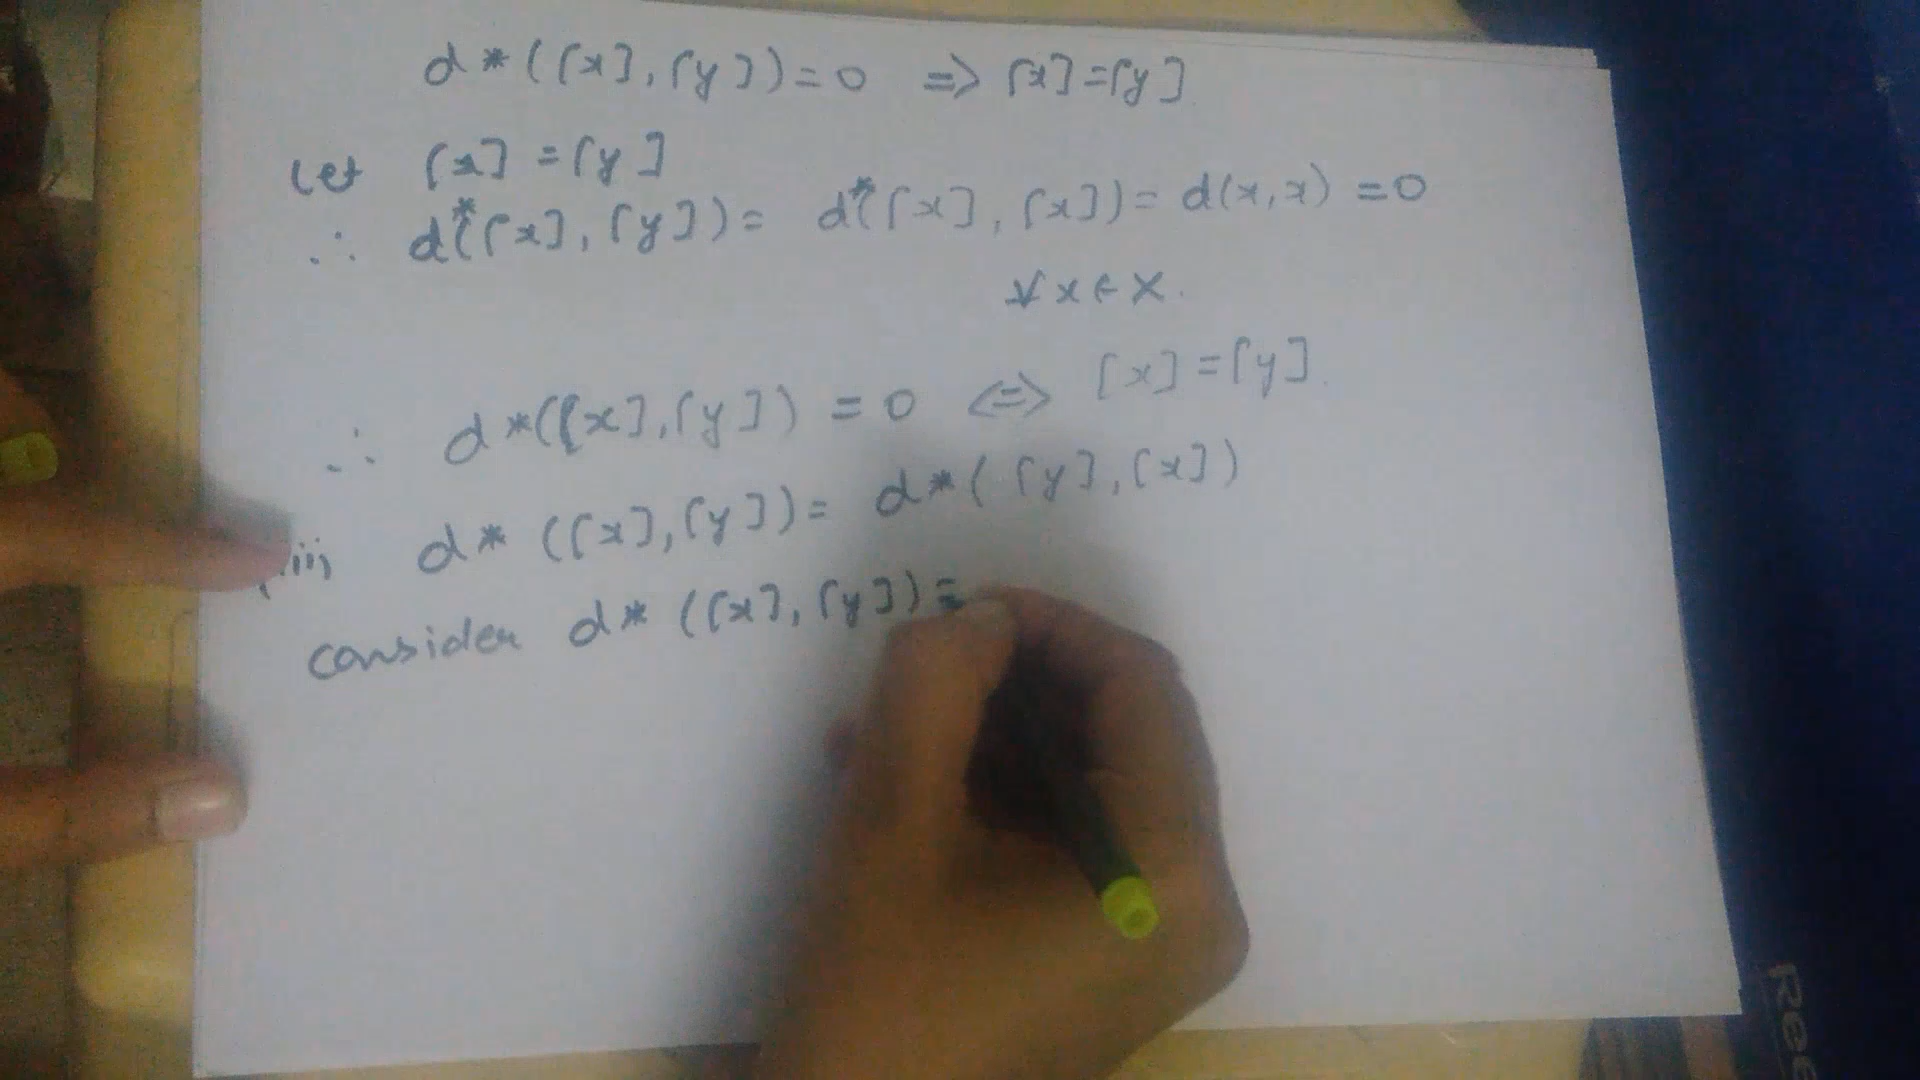 d*([x],[y])=0 => [x]=[y]
Let [x]=[y]
∴ d*([x],[y])= d*([x],[x])= d(x,x) =0
∀x∈X.
∴ d*([x],[y]) =0 <=> [x]=[y].
iii) d*([x],[y])= d*([y],[x])
consider d*([x],[y])=